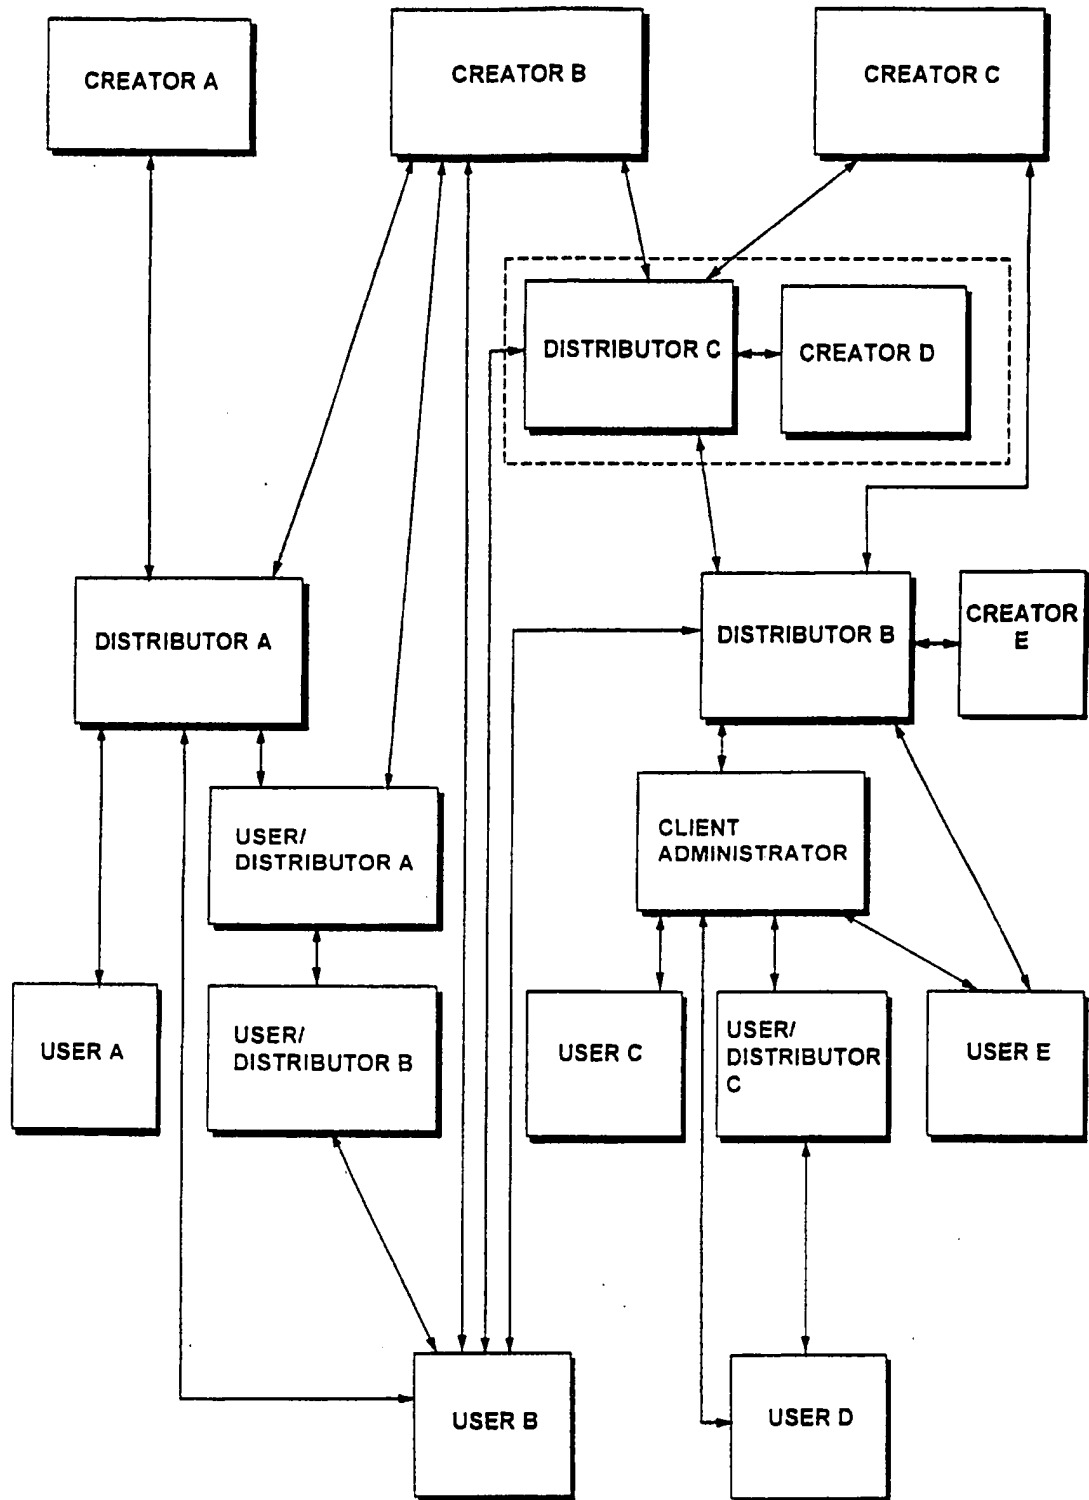 CREATOR A
CREATOR B
CREATOR C
DISTRIBUTOR C
CREATOR D
DISTRIBUTOR A
DISTRIBUTOR B
CREATOR
E
USER/
DISTRIBUTOR A
CLIENT
ADMINISTRATOR
USER A
USER/
DISTRIBUTOR B
USER C
USER/
DISTRIBUTOR
C
USER E
USER B
USER D